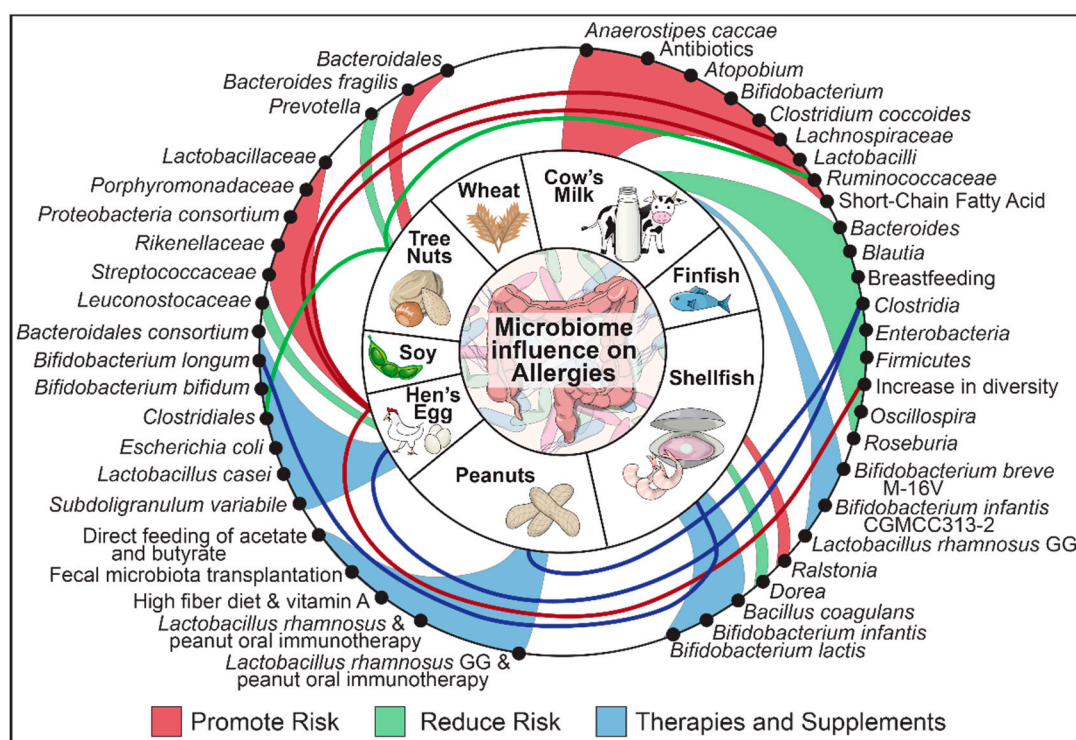 Anaerostipes caccae
Antibiotics
Atopobium
Bifidobacterium
Clostridium coccoides
Lachnospiraceae
Lactobacilli
Ruminococcaceae
Short-Chain Fatty Acid
Bacteroides
Blautia
Breastfeeding
Clostridia
Enterobacteria
Firmicutes
Increase in diversity
Oscillospira
Roseburia
Bifidobacterium breve
M-16V
Bifidobacterium infantis
CGMCC313-2
Lactobacillus rhamnosus GG
Ralstonia
Dorea
Bacillus coagulans
Bifidobacterium infantis
Bifidobacterium lactis
Bacteroidales
Bacteroides fragilis
Prevotella
Lactobacillaceae
Porphyromonadaceae
Proteobacteria consortium
Rikenellaceae
Streptococcaceae
Leuconostocaceae
Bacteroidales consortium
Bifidobacterium longum
Bifidobacterium bifidum
Clostridiales
Escherichia coli
Lactobacillus casei
Subdoligranulum variabile
Direct feeding of acetate
and butyrate
Fecal microbiota transplantation
High fiber diet & vitamin A
Lactobacillus rhamnosus &
peanut oral immunotherapy
Lactobacillus rhamnosus GG &
peanut oral immunotherapy
Wheat
Cow's
Milk
Tree
Nuts
Finfish
Soy
Shellfish
Hen's
Egg
Peanuts
Microbiome
influence on
Allergies
Promote Risk
Reduce Risk
Therapies and Supplements